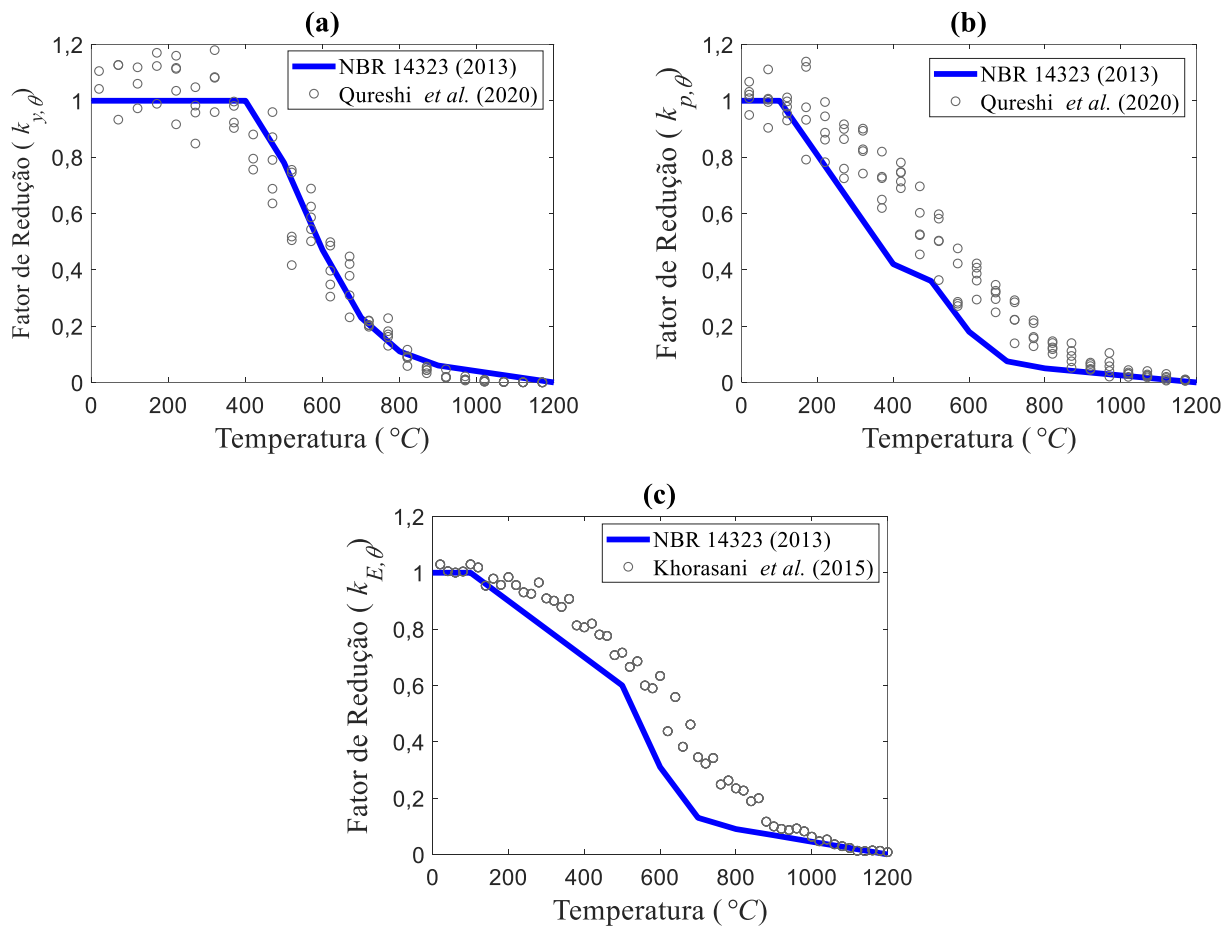 (a)
Fator de Redução ( k y,θ )
1,2
1
0,8
0,6
0,4
0,2
0
NBR 14323 (2013)
Qureshi et al. (2020)
0 200 400 600 800 1000 1200
Temperatura ( °C)
(b)
Fator de Redução ( k p,θ )
1,2
1
0,8
0,6
0,4
0,2
0
NBR 14323 (2013)
Qureshi et al. (2020)
0 200 400 600 800 1000 1200
Temperatura ( °C)
(c)
Fator de Redução ( k E,θ )
1,2
1
0,8
0,6
0,4
0,2
0
NBR 14323 (2013)
Khorasani et al. (2015)
0 200 400 600 800 1000 1200
Temperatura ( °C)